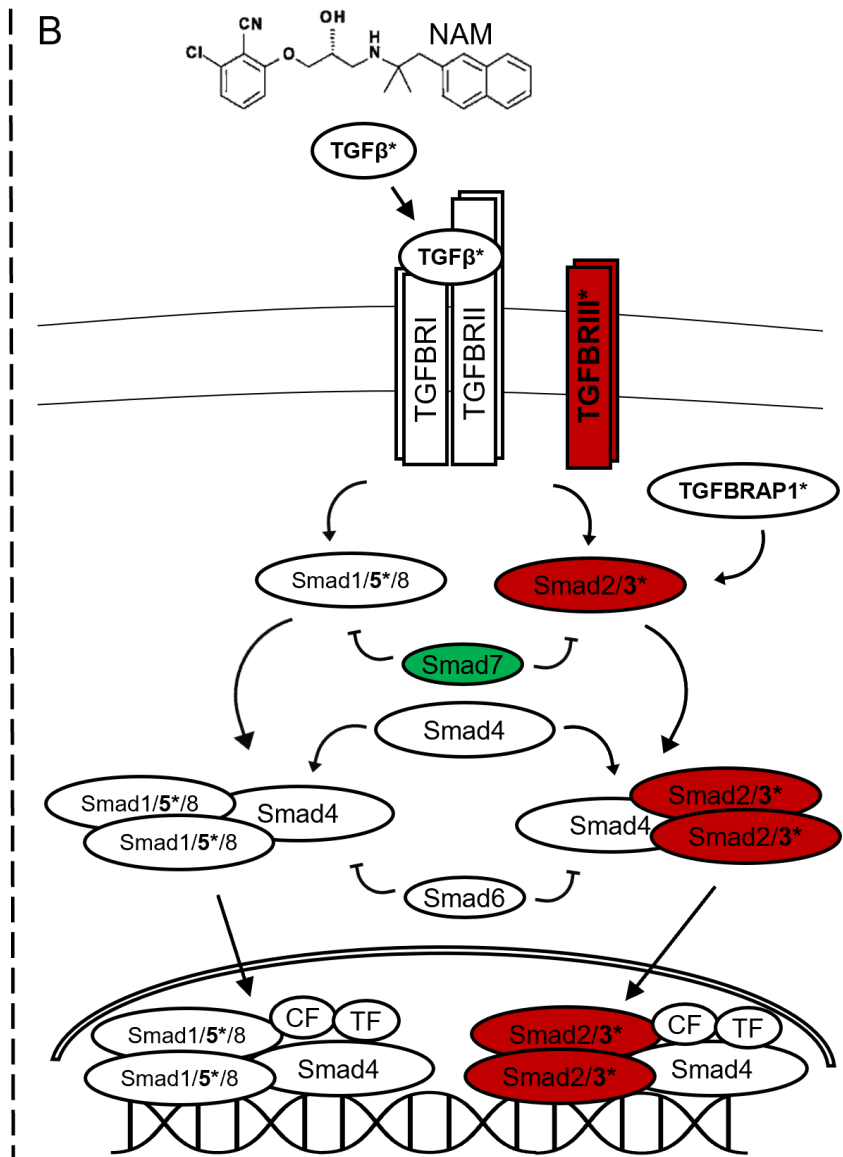 B
OH
CN
NAM
H
N
Cl
O
TGFβ*
TGFβ*
TGFBRI
TGFBRII
TGFBRIII*
TGFBRAP1*
Smad1/5*/8
Smad2/3*
Smad7
Smad4
Smad1/5*/8
Smad4
Smad1/5*/8
Smad2/3*
Smad4
Smad2/3*
Smad6
CF
TF
Smad1/5*/8
Smad4
Smad1/5*/8
CF
TF
Smad2/3*
Smad4
Smad2/3*